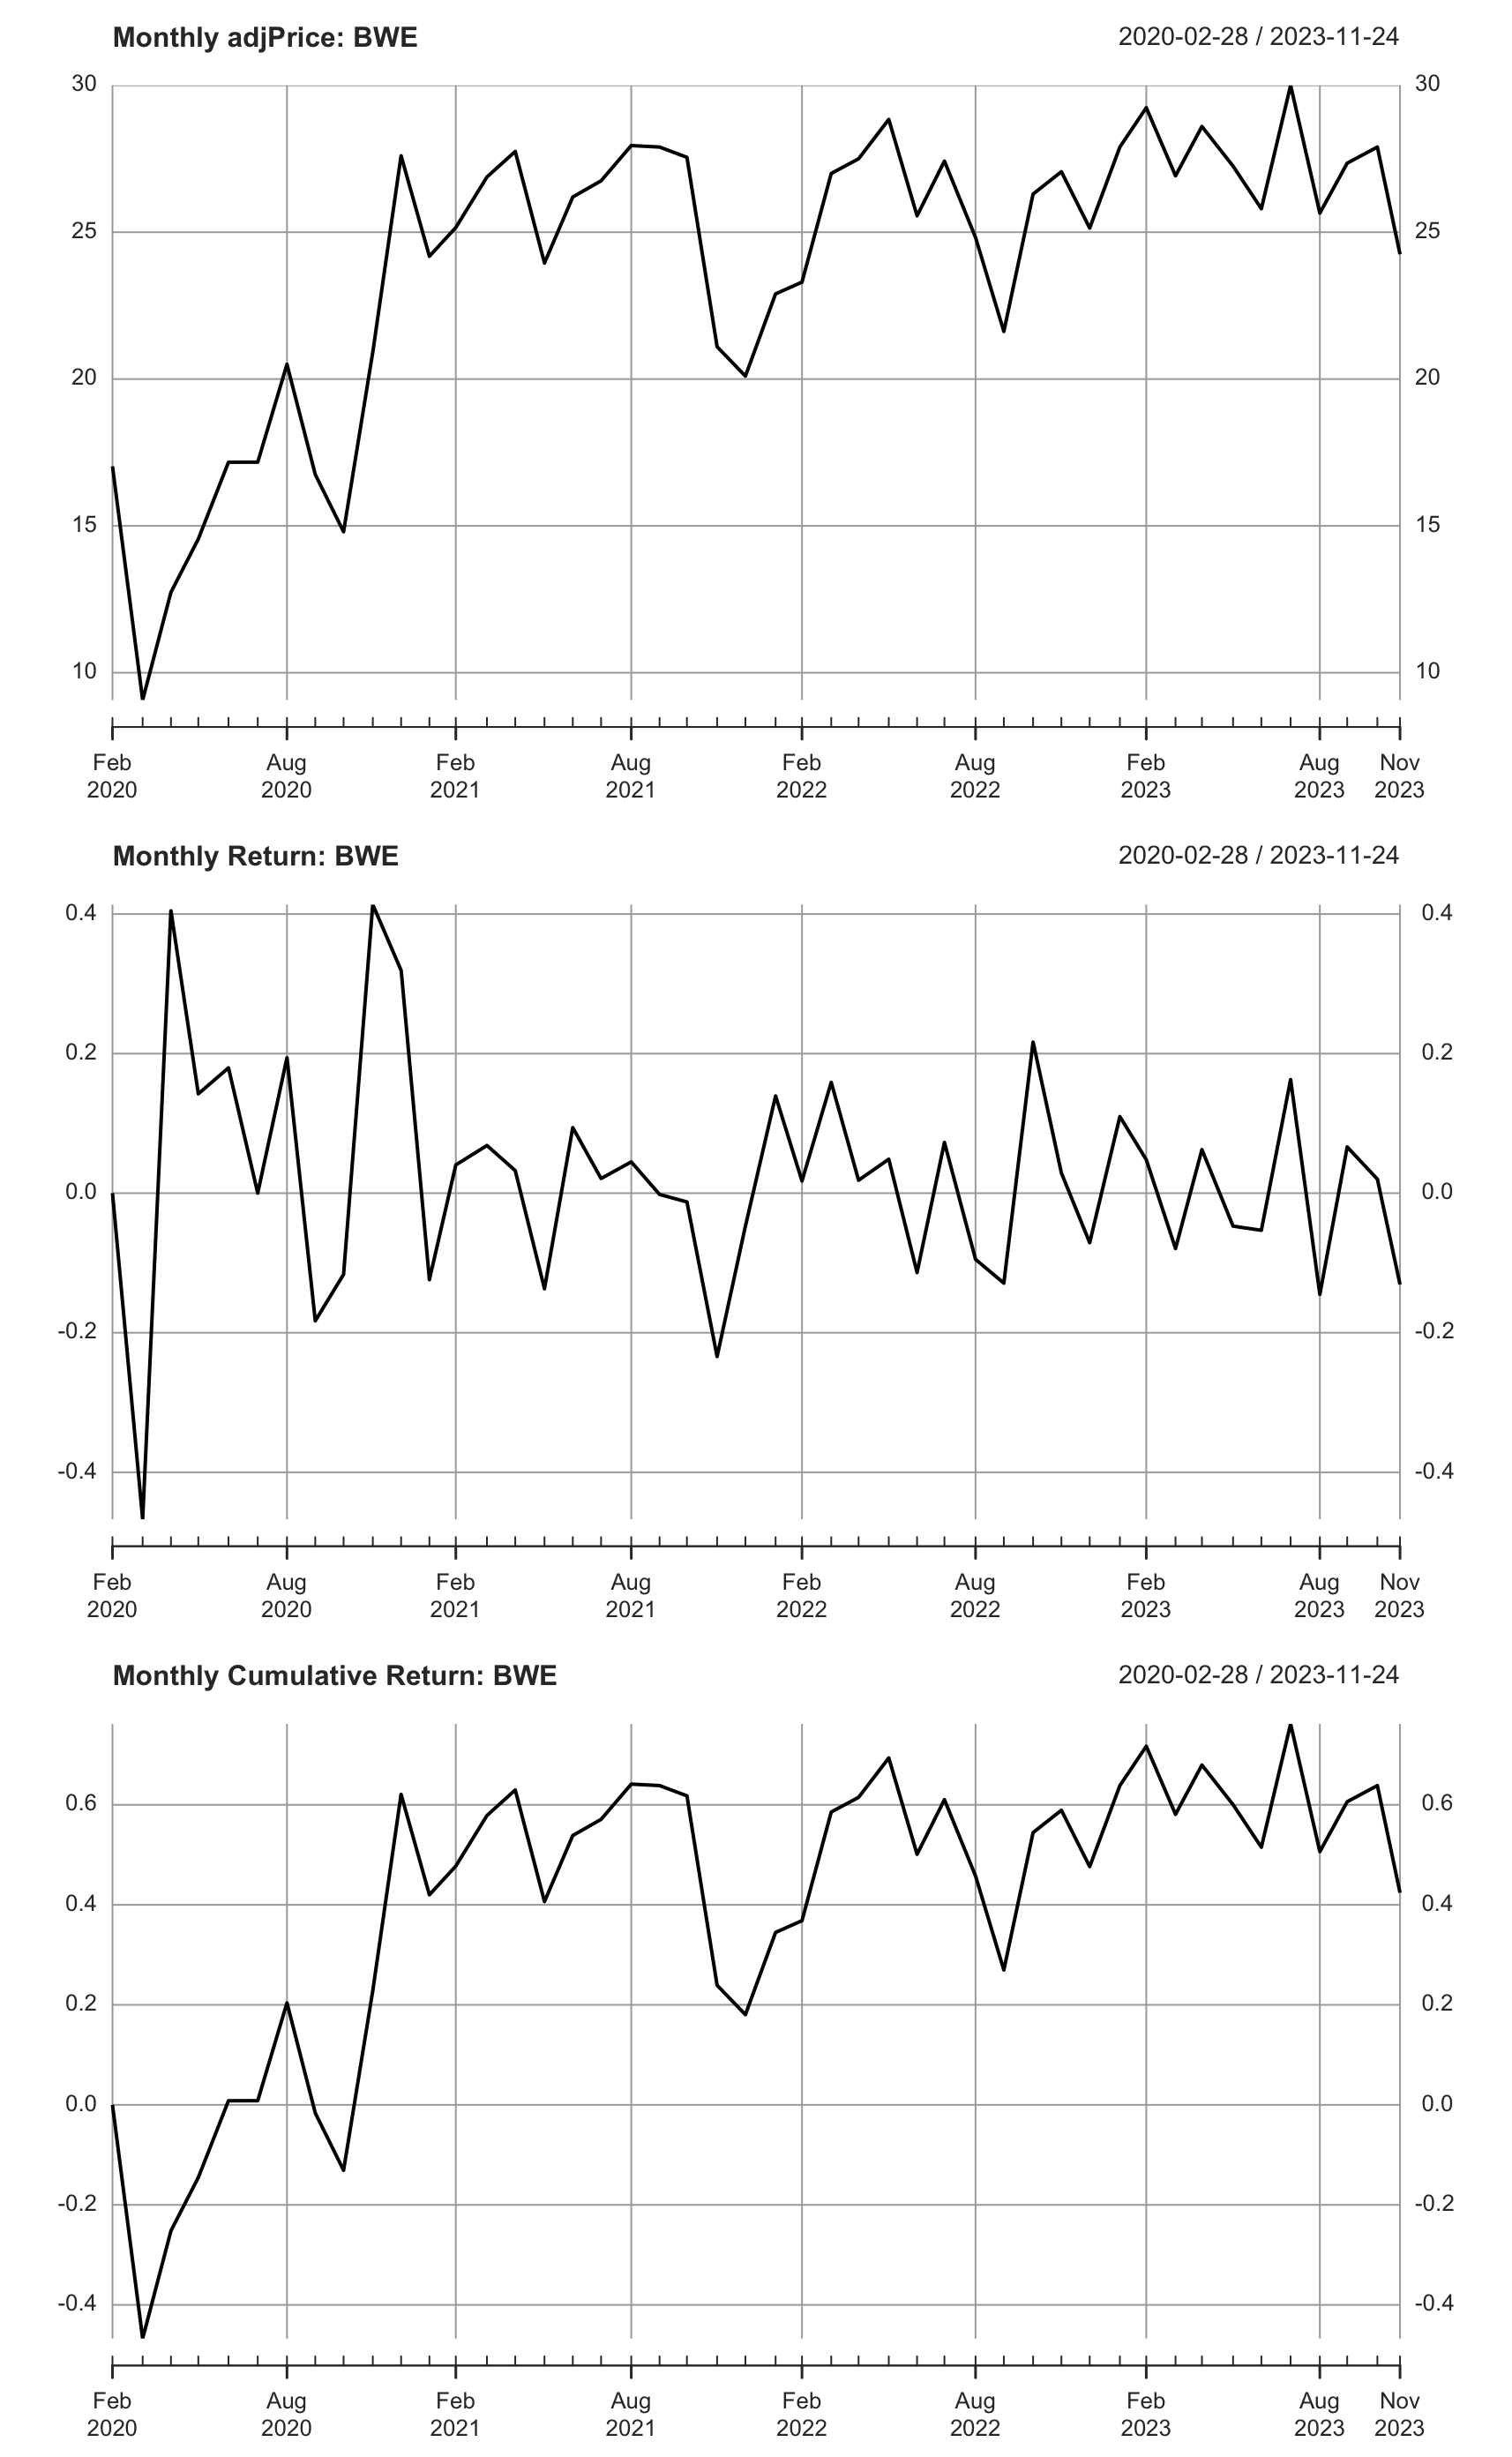 Monthly adjPrice: BWE 2020-02-28 / 2023-11-24
30 30
25 25
20 20
15 15
10 10
Feb Aug Feb Aug Feb Aug Feb Aug Nov
2020 2020 2021 2021 2022 2022 2023 2023 2023
Monthly Return: BWE 2020-02-28 / 2023-11-24
0.4 0.4
0.2 0.2
0.0 0.0
-0.2 -0.2
-0.4 -0.4
Feb Aug Feb Aug Feb Aug Feb Aug Nov
2020 2020 2021 2021 2022 2022 2023 2023 2023
Monthly Cumulative Return: BWE 2020-02-28 / 2023-11-24
0.6 0.6
0.4 0.4
0.2 0.2
0.0 0.0
-0.2 -0.2
-0.4 -0.4
Feb Aug Feb Aug Feb Aug Feb Aug Nov
2020 2020 2021 2021 2022 2022 2023 2023 2023